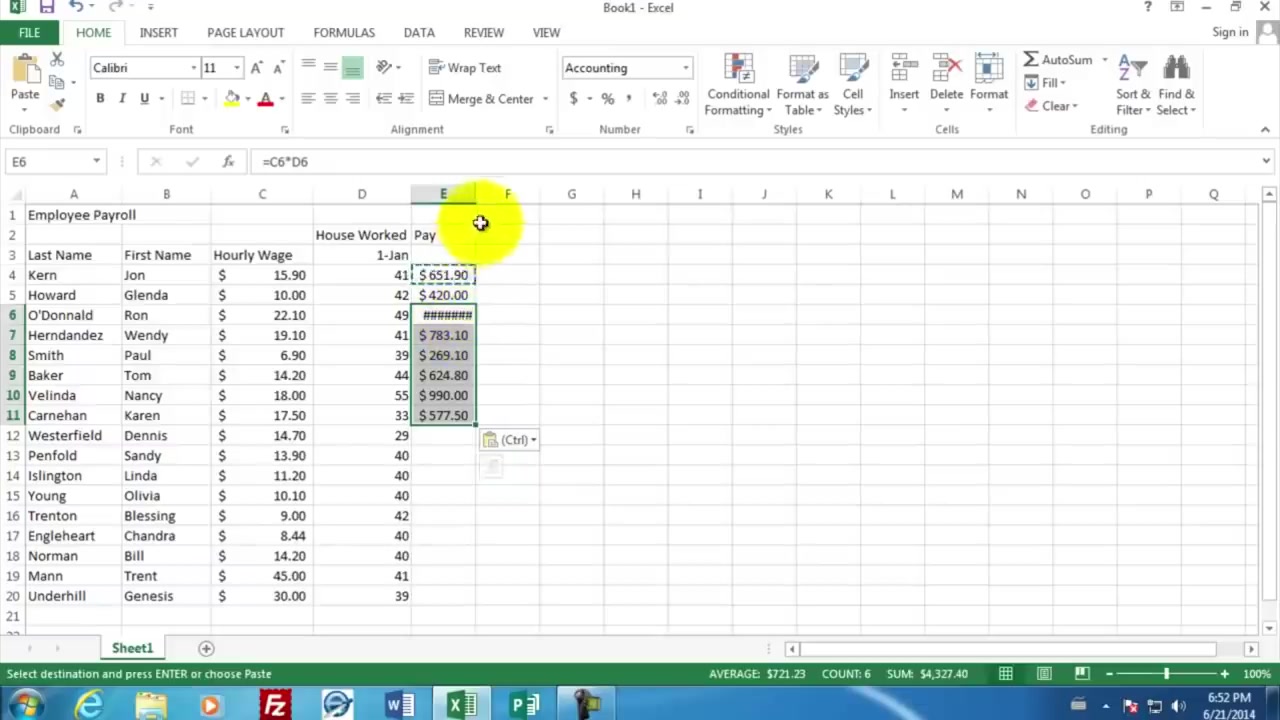 Book1 - Excel
?
FILE HOME INSERT PAGE LAYOUT FORMULAS DATA REVIEW VIEW Sign in
Paste
Clipboard
Calibri 11
B I U
Font
Wrap Text
Merge & Center
Alignment
Accounting
$ % ,
Number
Conditional Formatting
Format as Table
Cell Styles
Styles
Insert Delete Format
Cells
AutoSum
Fill
Clear
Sort & Filter
Find & Select
Editing
E6 fx =C6*D6
A B C D E F G H I J K L M N O P Q
1 Employee Payroll
2 House Worked Pay
3 Last Name First Name Hourly Wage 1-Jan
4 Kern Jon $ 15.90 41 $ 651.90
5 Howard Glenda $ 10.00 42 $ 420.00
6 O'Donnald Ron $ 22.10 49 #######
7 Herndandez Wendy $ 19.10 41 $ 783.10
8 Smith Paul $ 6.90 39 $ 269.10
9 Baker Tom $ 14.20 44 $ 624.80
10 Velinda Nancy $ 18.00 55 $ 990.00
11 Carnehan Karen $ 17.50 33 $ 577.50
12 Westerfield Dennis $ 14.70 29
(Ctrl)
13 Penfold Sandy $ 13.90 40
14 Islington Linda $ 11.20 40
15 Young Olivia $ 10.10 40
16 Trenton Blessing $ 9.00 42
17 Engleheart Chandra $ 8.44 40
18 Norman Bill $ 14.20 40
19 Mann Trent $ 45.00 41
20 Underhill Genesis $ 30.00 39
21
Sheet1
Select destination and press ENTER or choose Paste AVERAGE: $721.23 COUNT: 6 SUM: $4,327.40 100%
6:52 PM
6/21/2014